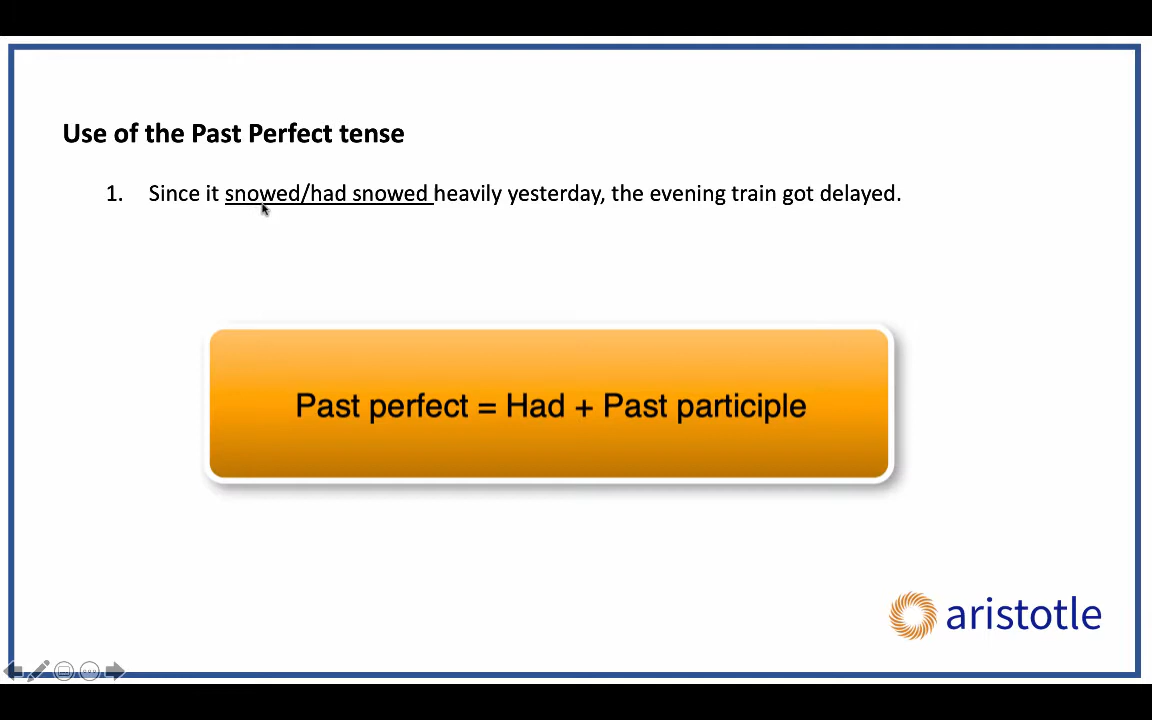 Use of the Past Perfect tense
1. Since it snowed/had snowed heavily yesterday, the evening train got delayed.
Past perfect = Had + Past participle
aristotle